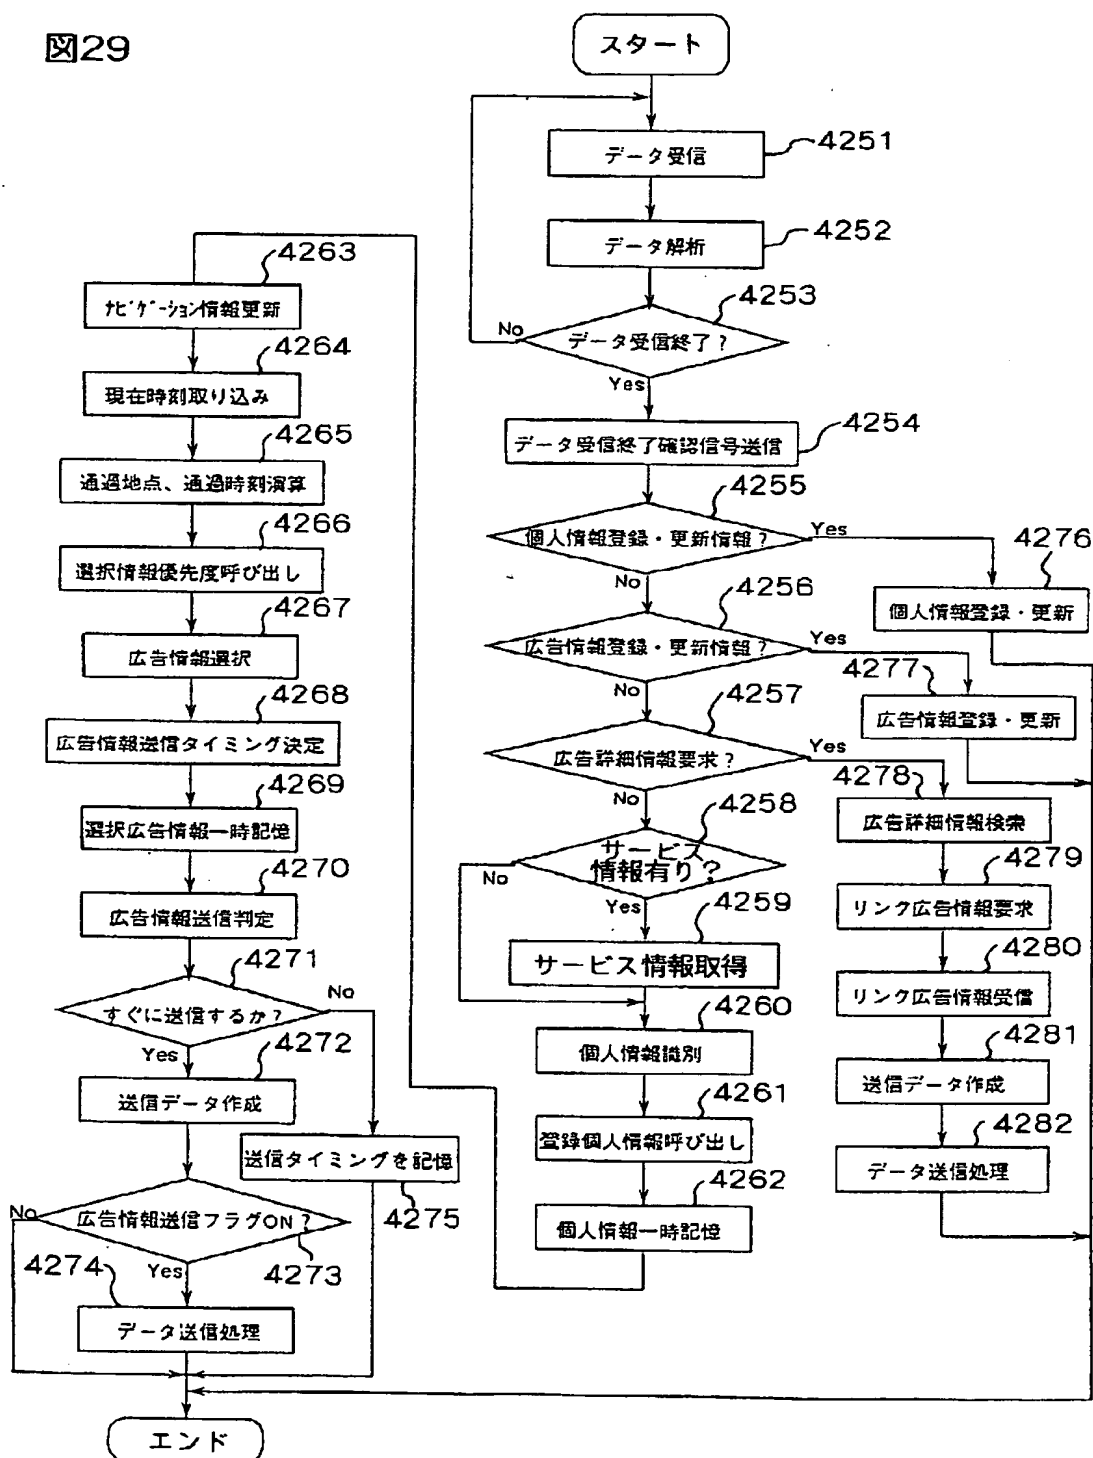 図29
スタート
データ受信
4251
データ解析
4252
データ受信終了?
4253
No
Yes
データ受信終了確認信号送信
4254
個人情報登録・更新情報?
4255
Yes
No
個人情報登録・更新
4276
広告情報登録・更新情報?
4256
Yes
No
広告情報登録・更新
4277
広告詳細情報要求?
4257
Yes
No
広告詳細情報検索
4278
リンク広告情報要求
4279
リンク広告情報受信
4280
送信データ作成
4281
データ送信処理
4282
サービス
情報有り?
4258
No
Yes
サービス情報取得
4259
個人情報識別
4260
登録個人情報呼び出し
4261
個人情報一時記憶
4262
ナビゲーション情報更新
4263
現在時刻取り込み
4264
通過地点、通過時刻演算
4265
選択情報優先度呼び出し
4266
広告情報選択
4267
広告情報送信タイミング決定
4268
選択広告情報一時記憶
4269
広告情報送信判定
4270
すぐに送信するか?
4271
No
Yes
送信データ作成
4272
送信タイミングを記憶
4275
広告情報送信フラグON?
4273
No
Yes
データ送信処理
4274
エンド